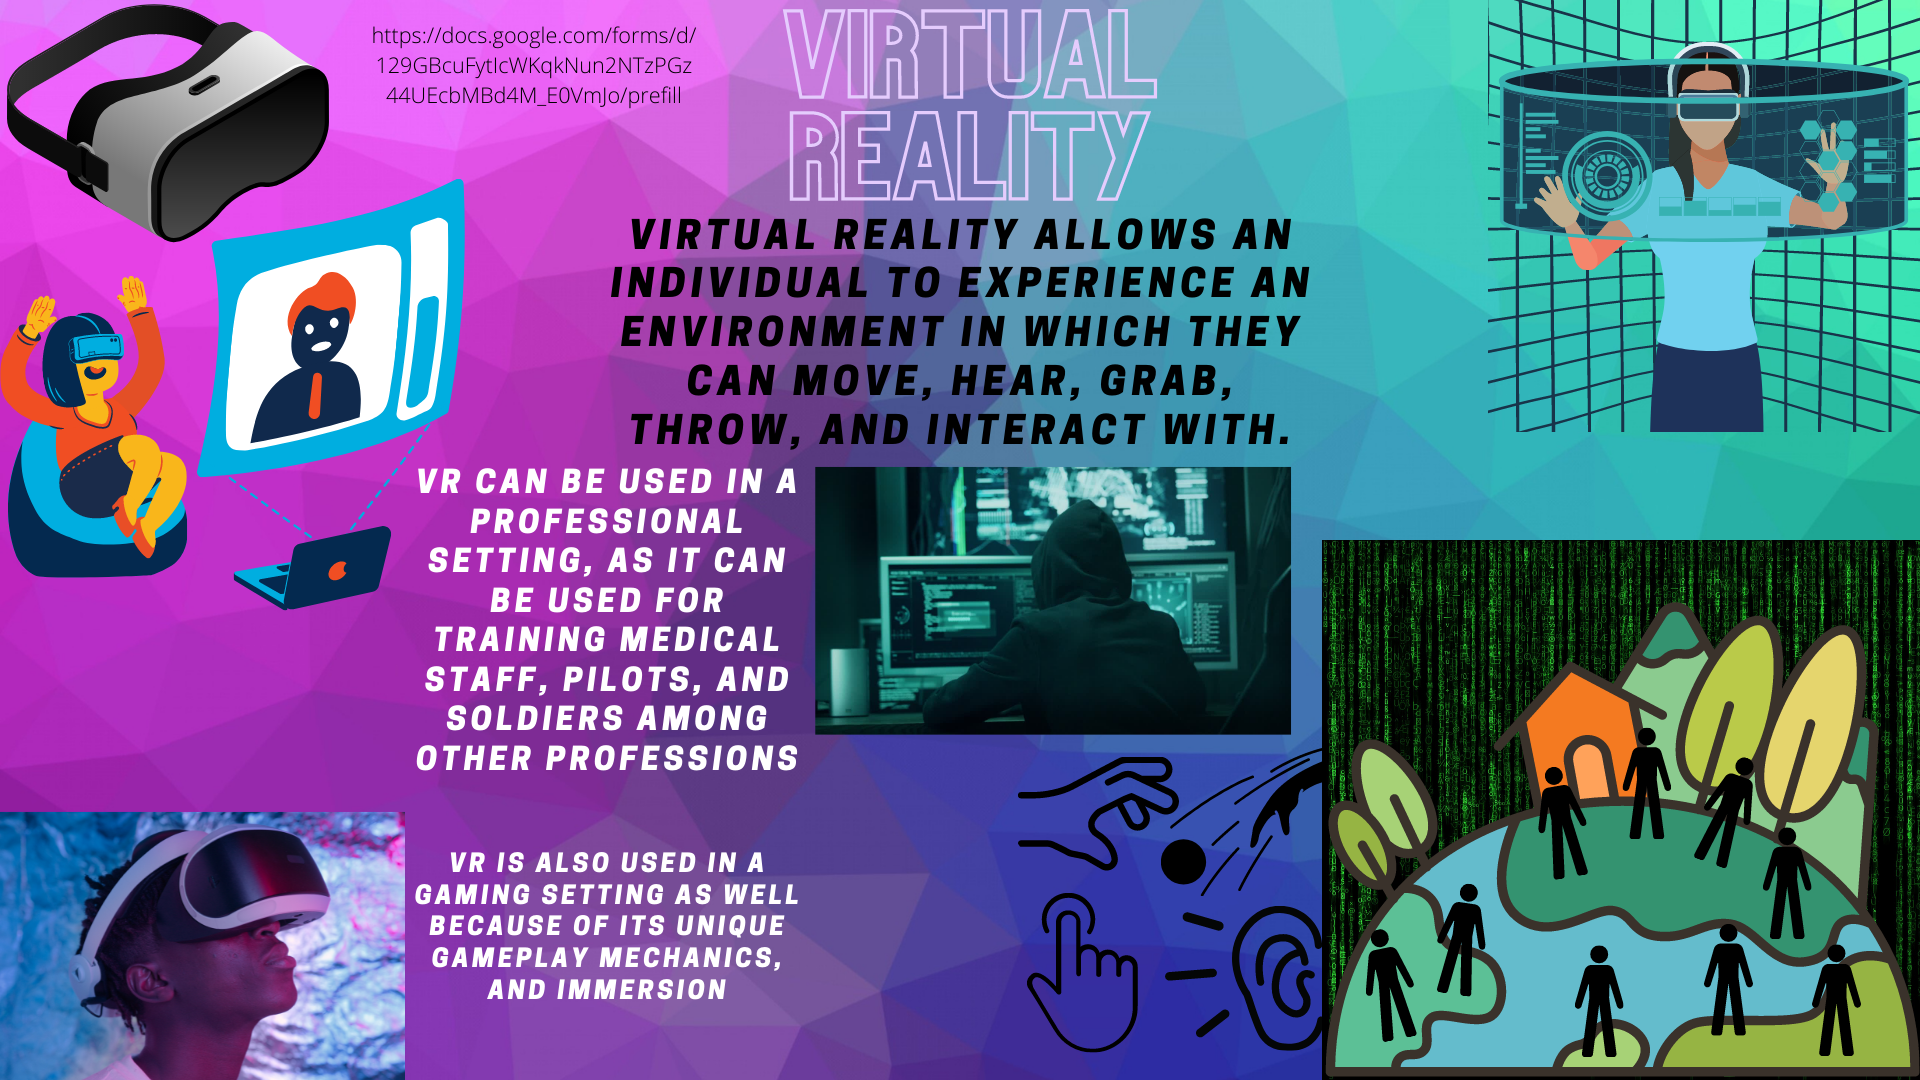 https://docs.google.com/forms/d/
129GBcuFytIcWKqkNun2NTzPGz
44UEcbMBd4M_E0VmJo/prefill
VIRTUAL
REALITY
VIRTUAL REALITY ALLOWS AN
INDIVIDUAL TO EXPERIENCE AN
ENVIRONMENT IN WHICH THEY
CAN MOVE, HEAR, GRAB,
THROW, AND INTERACT WITH.
VR CAN BE USED IN A
PROFESSIONAL
SETTING, AS IT CAN
BE USED FOR
TRAINING MEDICAL
STAFF, PILOTS, AND
SOLDIERS AMONG
OTHER PROFESSIONS
VR IS ALSO USED IN A
GAMING SETTING AS WELL
BECAUSE OF ITS UNIQUE
GAMEPLAY MECHANICS,
AND IMMERSION